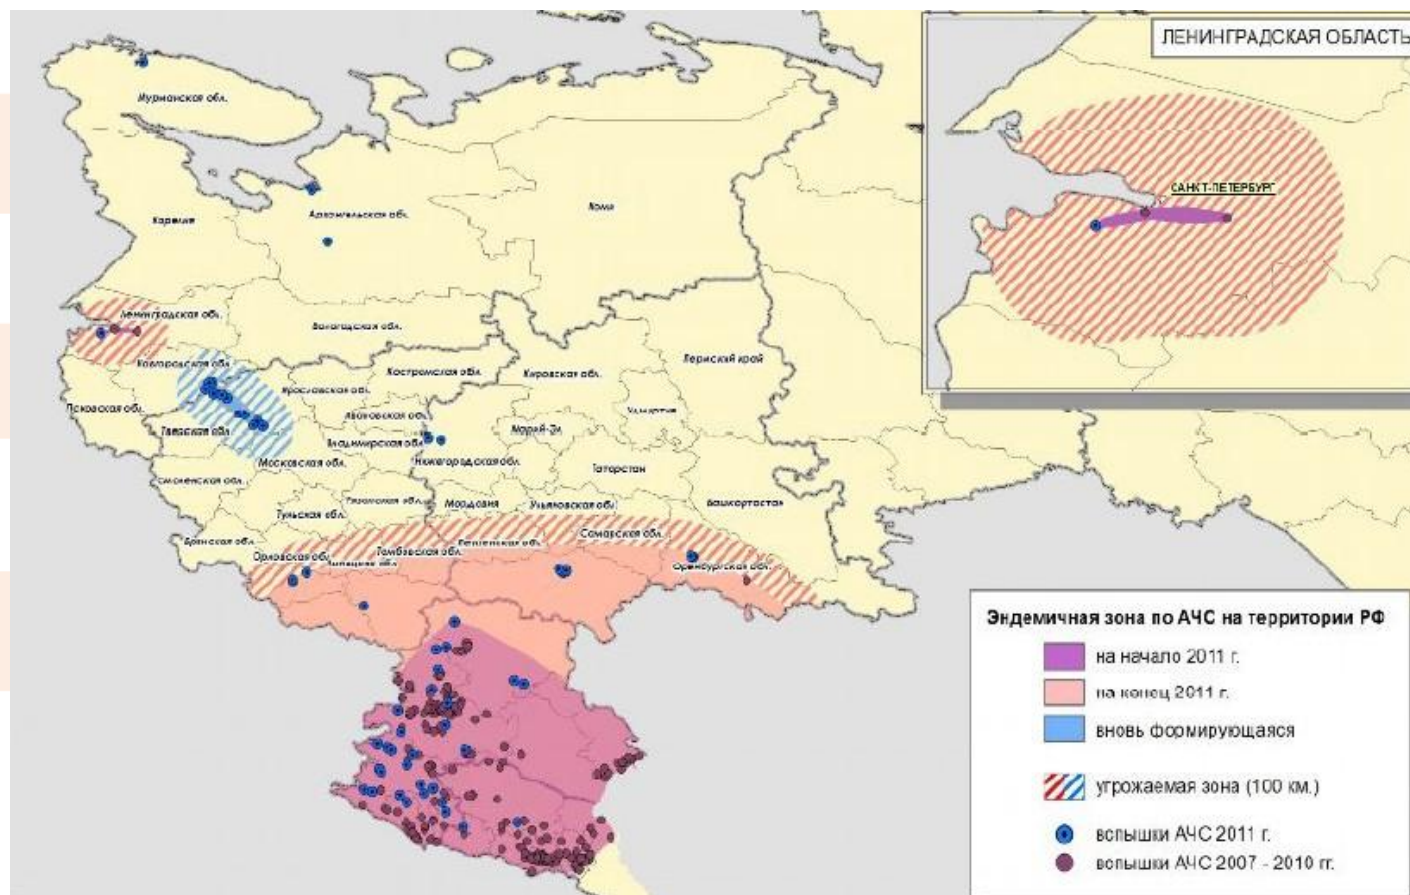 ЛЕНИНГРАДСКАЯ ОБЛАСТЬ
САНКТ-ПЕТЕРБУРГ
Мурманская обл.
Карелия
Архангельская обл.
Коми
Ленинградская обл.
Вологодская обл.
Новгородская обл.
Псковская обл.
Тверская обл.
Ярославская обл.
Костромская обл.
Ивановская обл.
Владимирская обл.
Кировская обл.
Пермский край
Удмуртия
Марий-Эл
Нижегородская обл.
Татарстан
Московская обл.
Смоленская обл.
Рязанская обл.
Тульская обл.
Мордовия
Ульяновская обл.
Башкортостан
Брянская обл.
Орловская обл.
Липецкая обл.
Тамбовская обл.
Пензенская обл.
Самарская обл.
Оренбургская обл.
Эндемичная зона по АЧС на территории РФ
на начало 2011 г.
на конец 2011 г.
вновь формирующаяся
угрожаемая зона (100 км.)
вспышки АЧС 2011 г.
вспышки АЧС 2007 - 2010 гг.